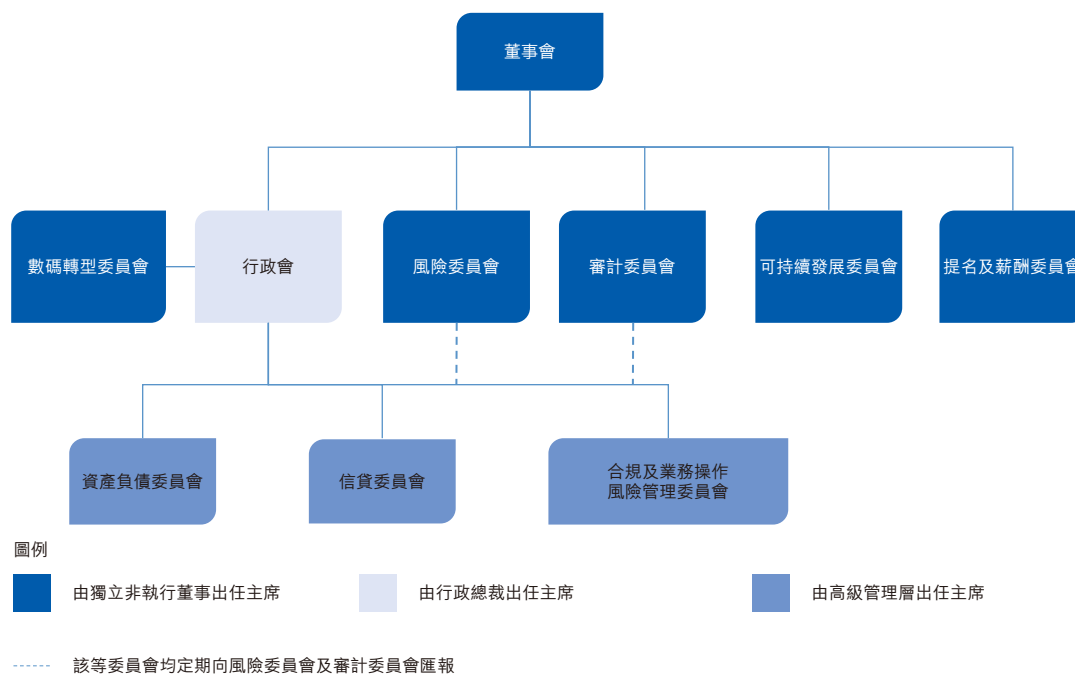 董事會
數碼轉型委員會
行政會
風險委員會
審計委員會
可持續發展委員會
提名及薪酬委員會
資產負債委員會
信貸委員會
合規及業務操作
風險管理委員會
圖例
由獨立非執行董事出任主席
由行政總裁出任主席
由高級管理層出任主席
該等委員會均定期向風險委員會及審計委員會匯報